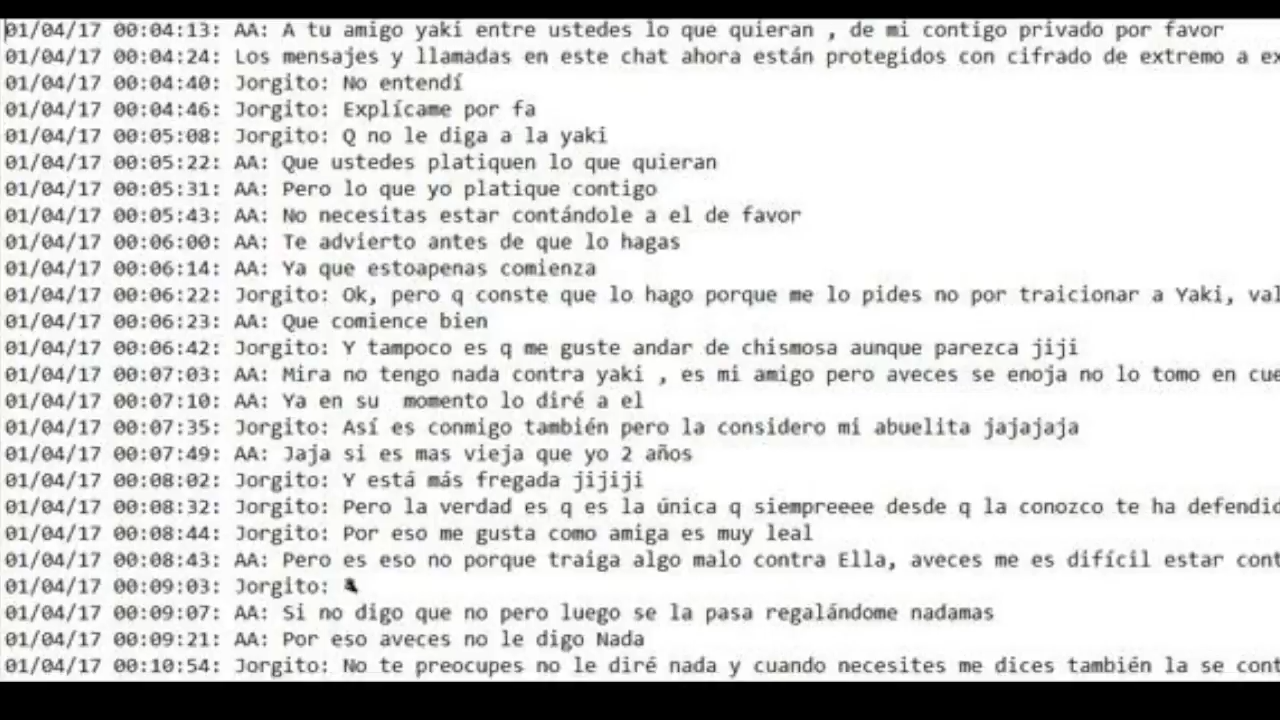 01/04/17 00:04:13: AA: A tu amigo yaki entre ustedes lo que quieran , de mi contigo privado por favor
01/04/17 00:04:24: Los mensajes y llamadas en este chat ahora están protegidos con cifrado de extremo a ex
01/04/17 00:04:40: Jorgito: No entendí
01/04/17 00:04:46: Jorgito: Explícame por fa
01/04/17 00:05:08: Jorgito: Q no le diga a la yaki
01/04/17 00:05:22: AA: Que ustedes platiquen lo que quieran
01/04/17 00:05:31: AA: Pero lo que yo platique contigo
01/04/17 00:05:43: AA: No necesitas estar contándole a el de favor
01/04/17 00:06:00: AA: Te advierto antes de que lo hagas
01/04/17 00:06:14: AA: Ya que estoapenas comienza
01/04/17 00:06:22: Jorgito: Ok, pero q conste que lo hago porque me lo pides no por traicionar a Yaki, val
01/04/17 00:06:23: AA: Que comience bien
01/04/17 00:06:42: Jorgito: Y tampoco es q me guste andar de chismosa aunque parezca jiji
01/04/17 00:07:03: AA: Mira no tengo nada contra yaki , es mi amigo pero aveces se enoja no lo tomo en cue
01/04/17 00:07:10: AA: Ya en su  momento lo diré a el
01/04/17 00:07:35: Jorgito: Así es conmigo también pero la considero mi abuelita jajajaja
01/04/17 00:07:49: AA: Jaja si es mas vieja que yo 2 años
01/04/17 00:08:02: Jorgito: Y está más fregada jijiji
01/04/17 00:08:32: Jorgito: Pero la verdad es q es la única q siempreeee desde q la conozco te ha defendid
01/04/17 00:08:44: Jorgito: Por eso me gusta como amiga es muy leal
01/04/17 00:08:43: AA: Pero es eso no porque traiga algo malo contra Ella, aveces me es difícil estar cont
01/04/17 00:09:03: Jorgito:
01/04/17 00:09:07: AA: Si no digo que no pero luego se la pasa regalándome nadamas
01/04/17 00:09:21: AA: Por eso aveces no le digo Nada
01/04/17 00:10:54: Jorgito: No te preocupes no le diré nada y cuando necesites me dices también la se cont